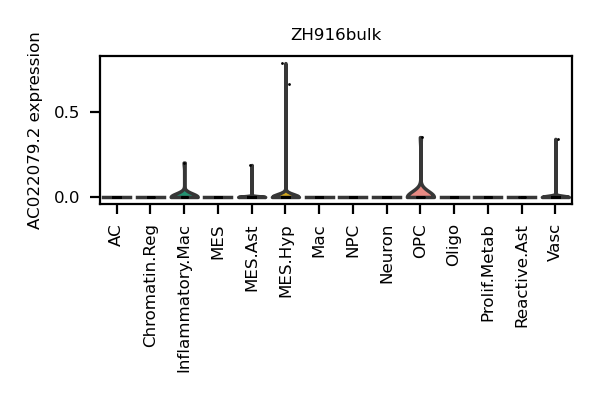 ZH916bulk
AC022079.2 expression
0.5
0.0
AC
Chromatin.Reg
Inflammatory.Mac
MES
MES.Ast
MES.Hyp
Mac
NPC
Neuron
OPC
Oligo
Prolif.Metab
Reactive.Ast
Vasc